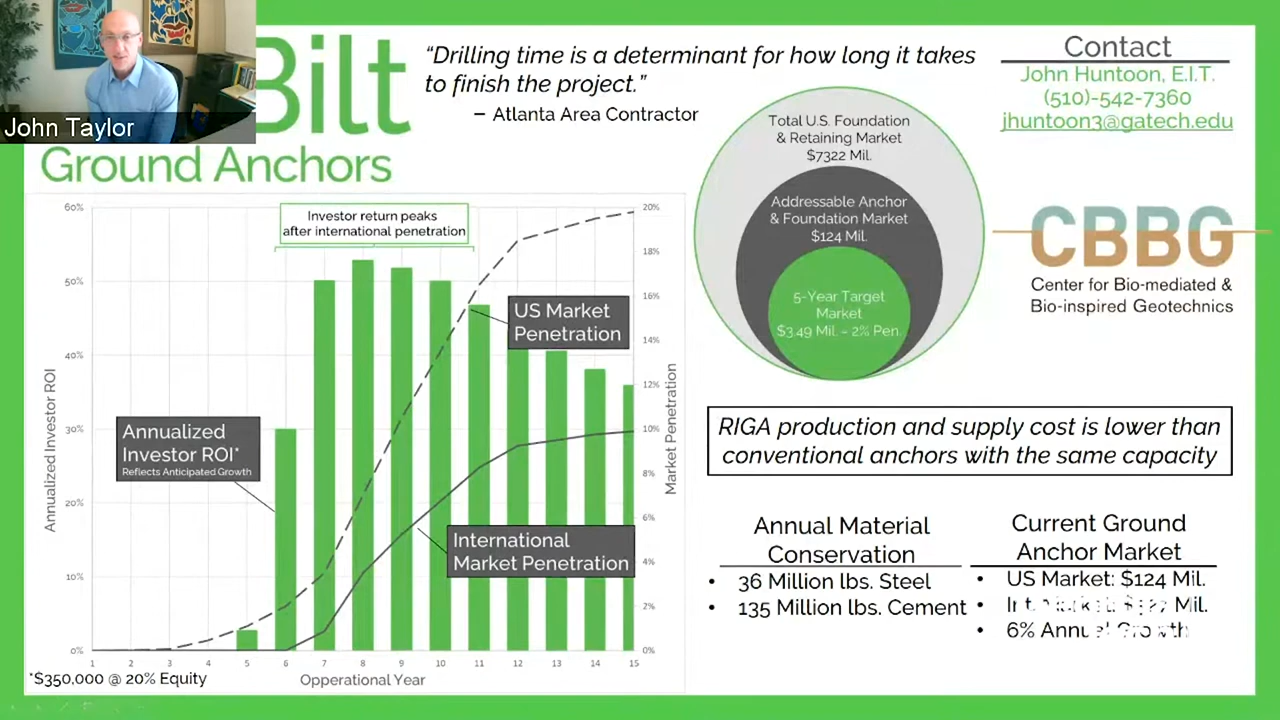 John Taylor
Bilt
Ground Anchors
“Drilling time is a determinant for how long it takes
to finish the project.”
– Atlanta Area Contractor
Contact
John Huntoon, E.I.T.
(510)-542-7360
jhuntoon3@gatech.edu
Total U.S. Foundation
& Retaining Market
$7322 Mil.
Addressable Anchor
& Foundation Market
$124 Mil.
5-Year Target
Market
$3.49 Mil. – 2% Pen.
CBBG
Center for Bio-mediated &
Bio-inspired Geotechnics
Investor return peaks
after international penetration
US Market
Penetration
Annualized
Investor ROI*
Reflects Anticipated Growth
International
Market Penetration
Annualized Investor ROI
60%
50%
40%
30%
20%
10%
0%
Market Penetration
20%
18%
16%
14%
12%
10%
8%
6%
4%
2%
0%
1 2 3 4 5 6 7 8 9 10 11 12 13 14 15
Opperational Year
*$350,000 @ 20% Equity
RIGA production and supply cost is lower than
conventional anchors with the same capacity
Annual Material
Conservation
• 36 Million lbs. Steel
• 135 Million lbs. Cement
Current Ground
Anchor Market
• US Market: $124 Mil.
• Mil.
• 6% Annual Growth